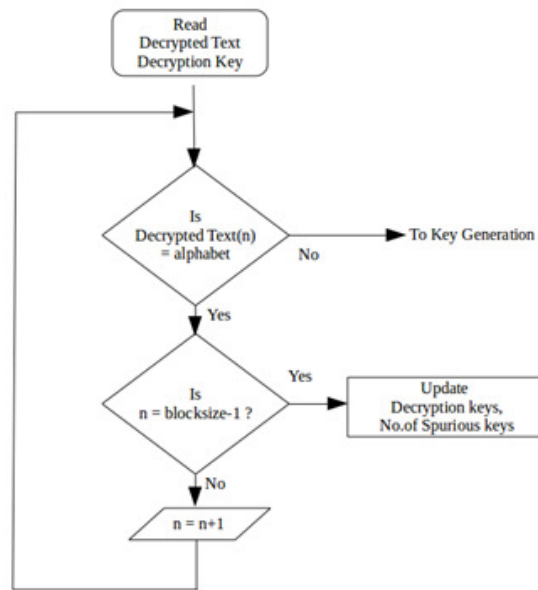 Read
Decrypted Text
Decryption Key
Is
Decrypted Text(n)
= alphabet
No
To Key Generation
Yes
Is
n = blocksize-1 ?
Yes
Update
Decryption keys,
No.of Spurious keys
No
n = n+1